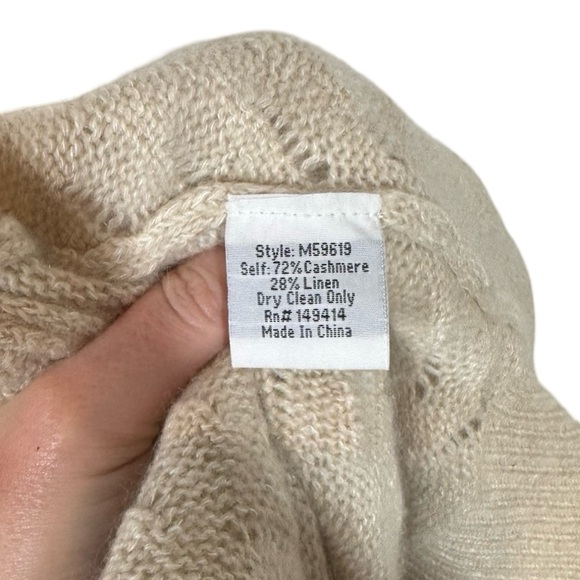 Style: M59619
Self: 72% Cashmere
28% Linen
Dry Clean Only
Rn# 149414
Made In China